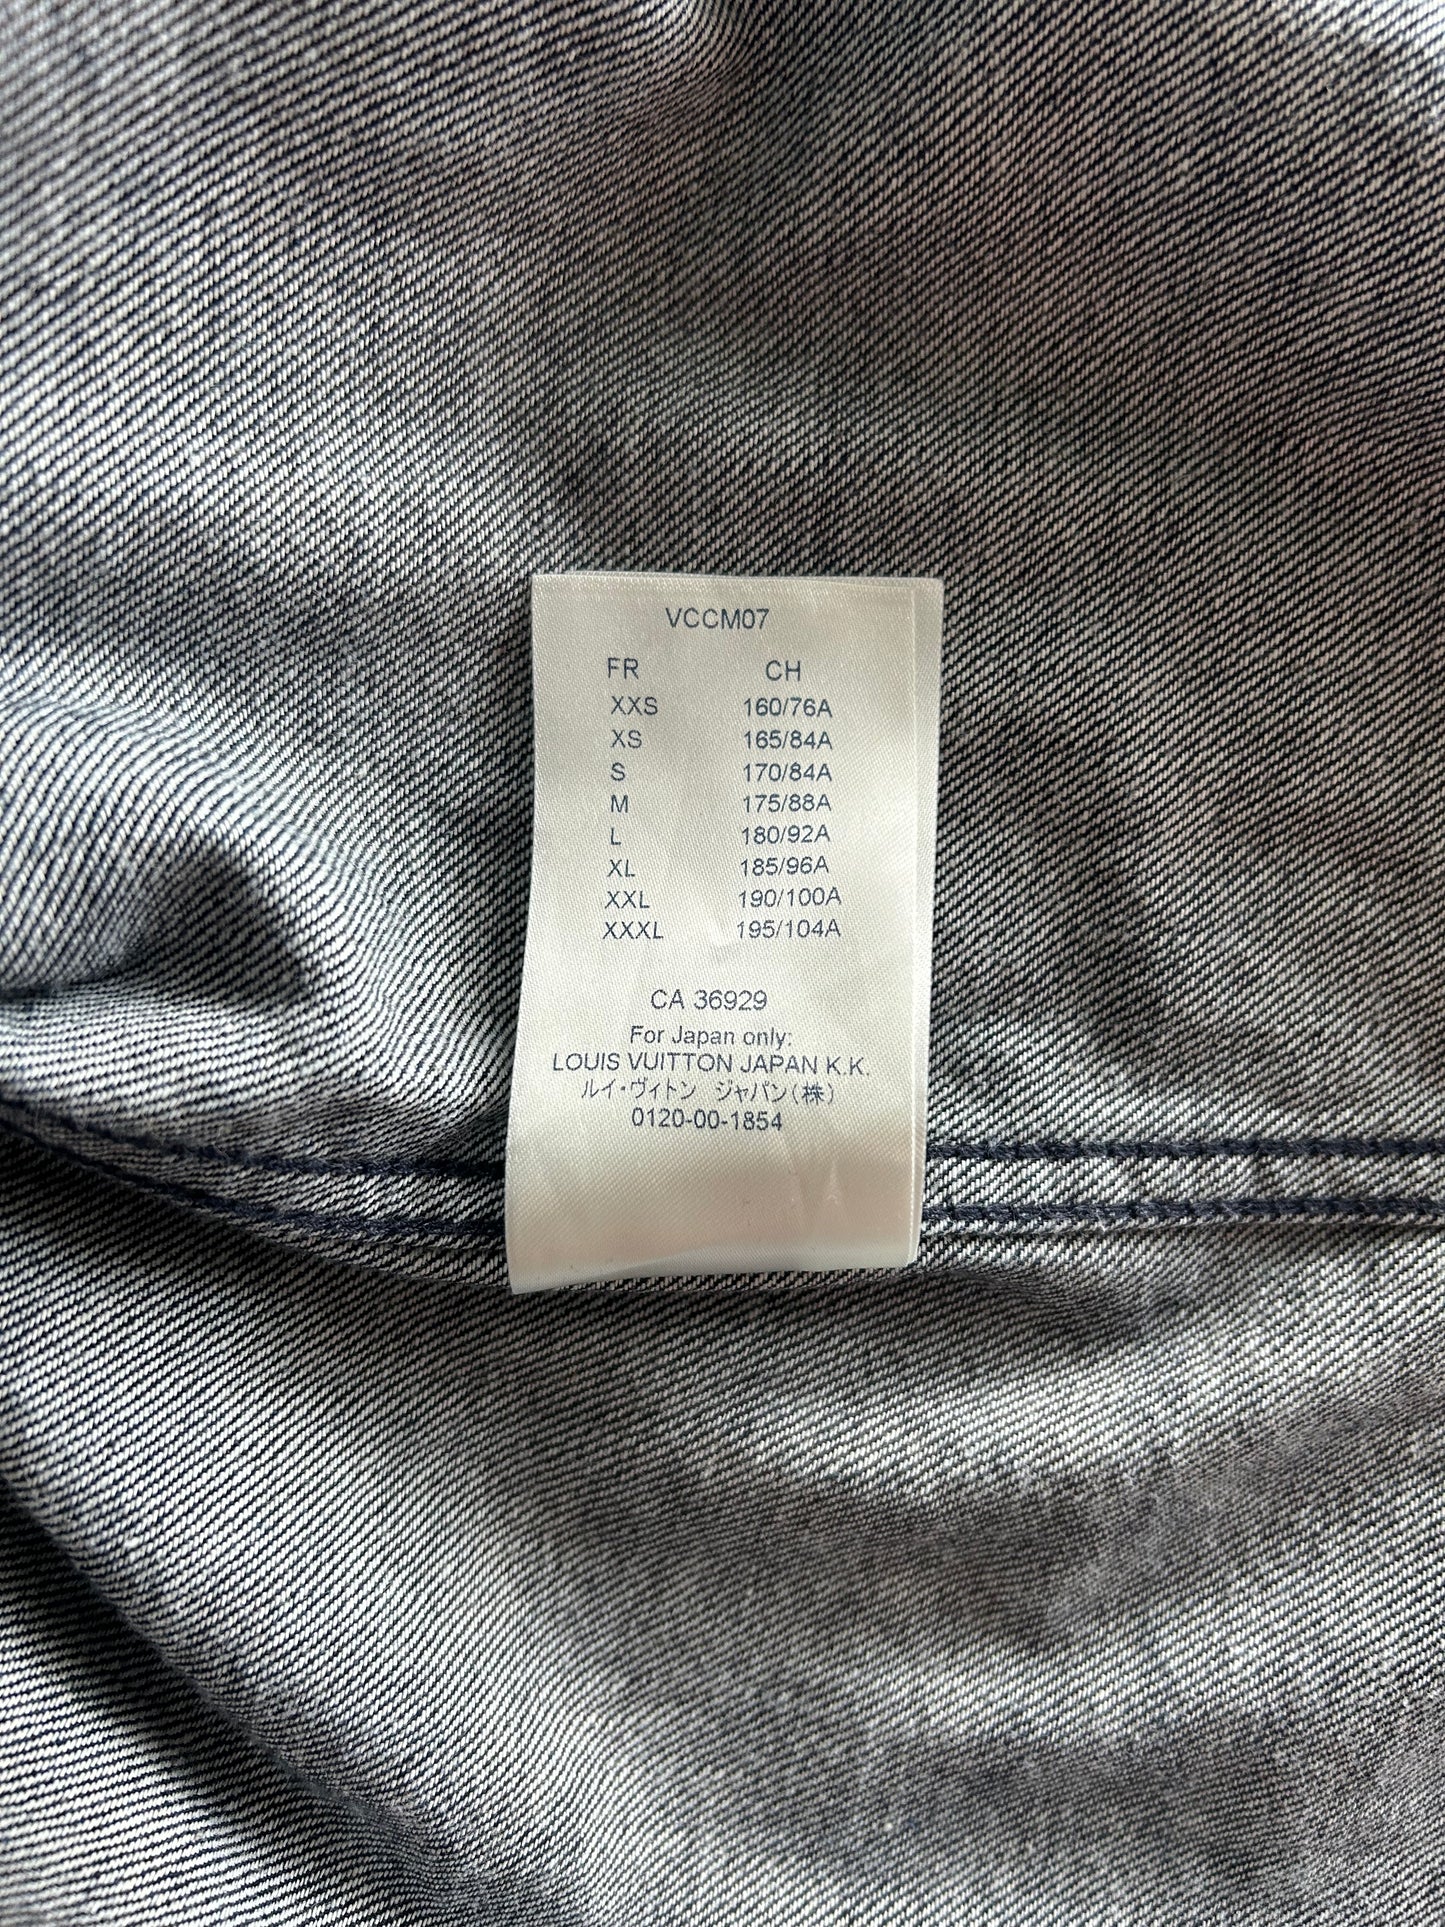 VCCM07
FR CH
XXS 160/76A
XS 165/84A
S 170/84A
M 175/88A
L 180/92A
XL 185/96A
XXL 190/100A
XXXL 195/104A
CA 36929
For Japan only:
LOUIS VUITTON JAPAN K.K.
ルイ・ヴィトン ジャパン(株)
0120-00-1854